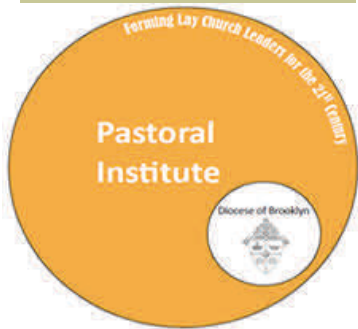 Forming Lay Church Leaders for the 21st Century
Pastoral
Institute
Diocese of Brooklyn